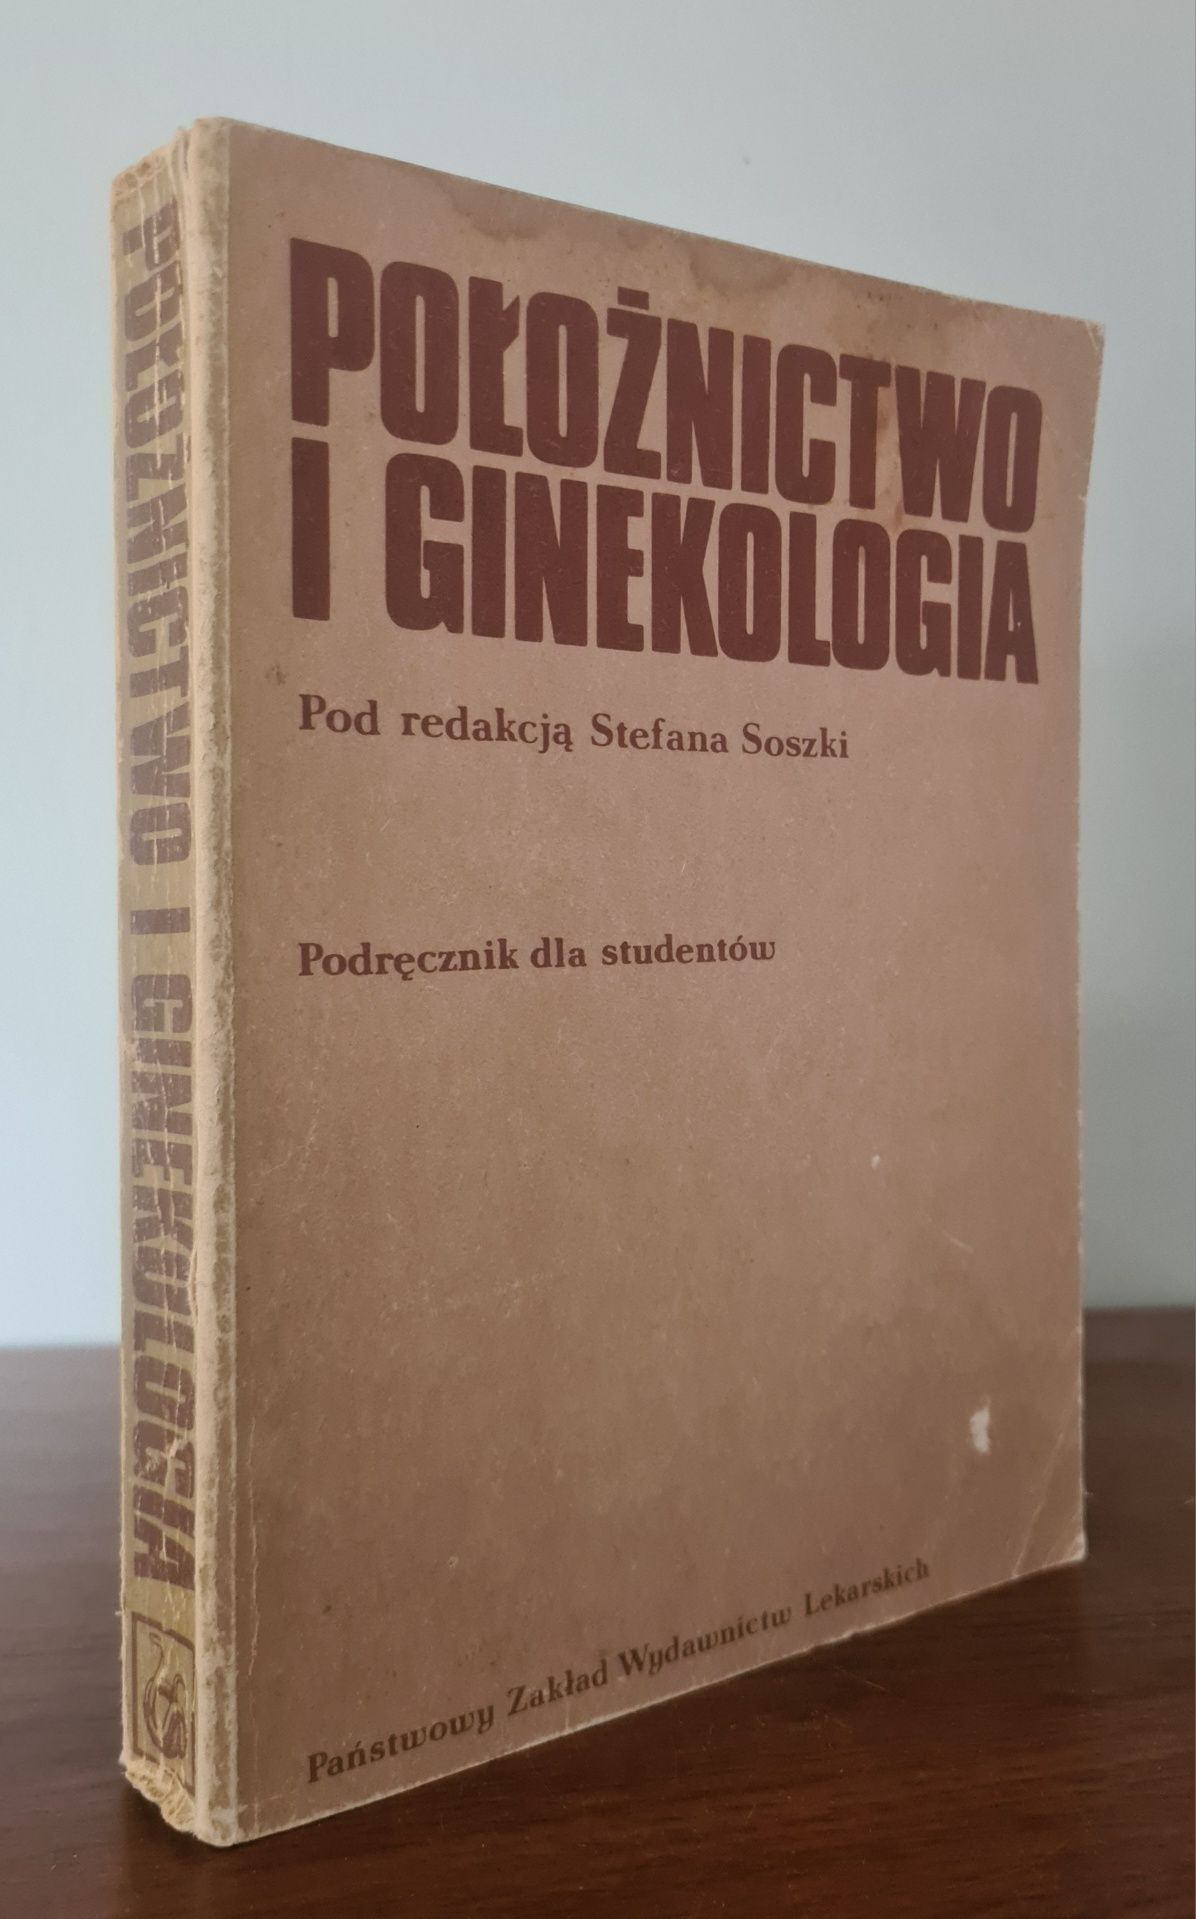 POŁOŻNICTWO I GINEKOLOGIA
POŁOŻNICTWO
I GINEKOLOGIA
Pod redakcją Stefana Soszki
Podręcznik dla studentów
Państwowy Zakład Wydawnictw Lekarskich